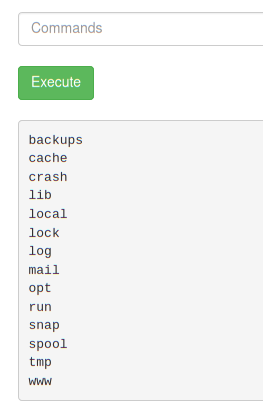 Commands
Execute
backups
cache
crash
lib
local
lock
log
mail
opt
run
snap
spool
tmp
www